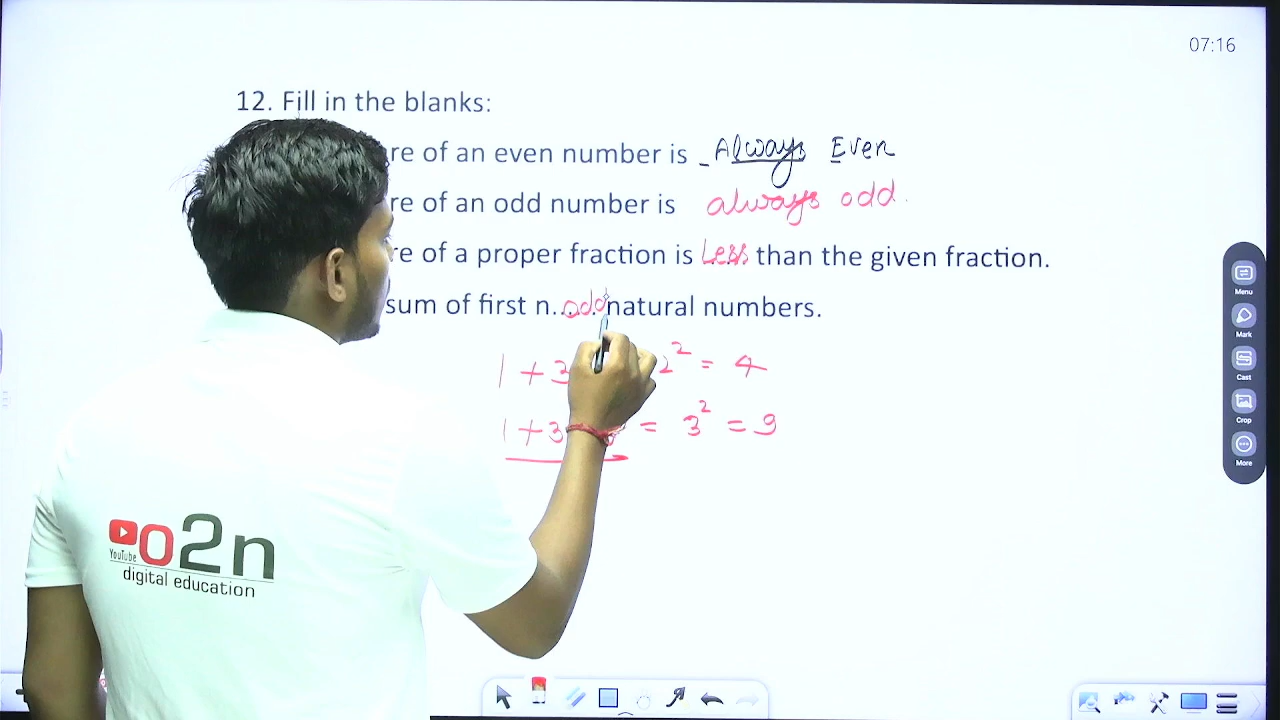 07:16
12. Fill in the blanks:
re of an even number is _Always Even
re of an odd number is always odd.
re of a proper fraction is Less than the given fraction.
sum of first n.. odd natural numbers.
1 + 3 2² = 4
1 + 3 = 3² = 9
Menu
Mark
Cast
Crop
More
YouTube o2n
digital education